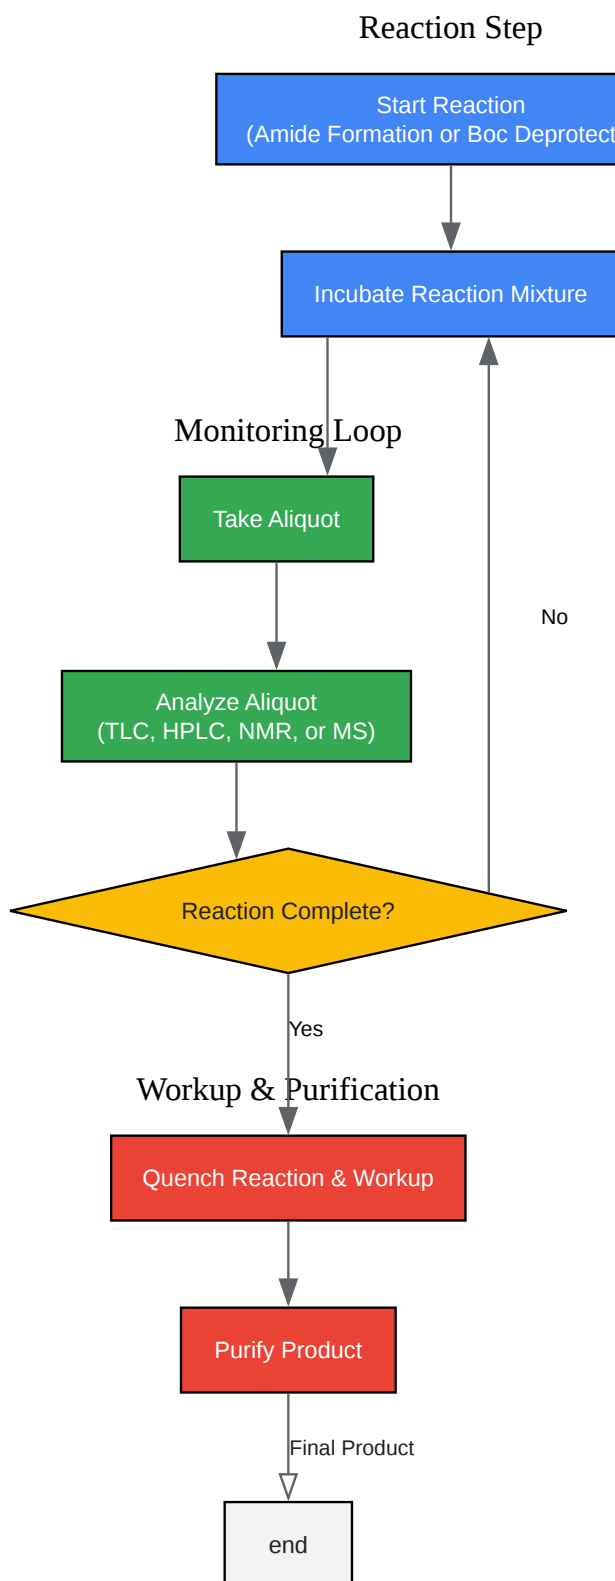 Reaction Step
Start Reaction
(Amide Formation or Boc Deprotect
Incubate Reaction Mixture
Monitoring Loop
Take Aliquot
No
Analyze Aliquot
(TLC, HPLC, NMR, or MS)
Reaction Complete?
Yes
Workup & Purification
Quench Reaction & Workup
Purify Product
Final Product
end